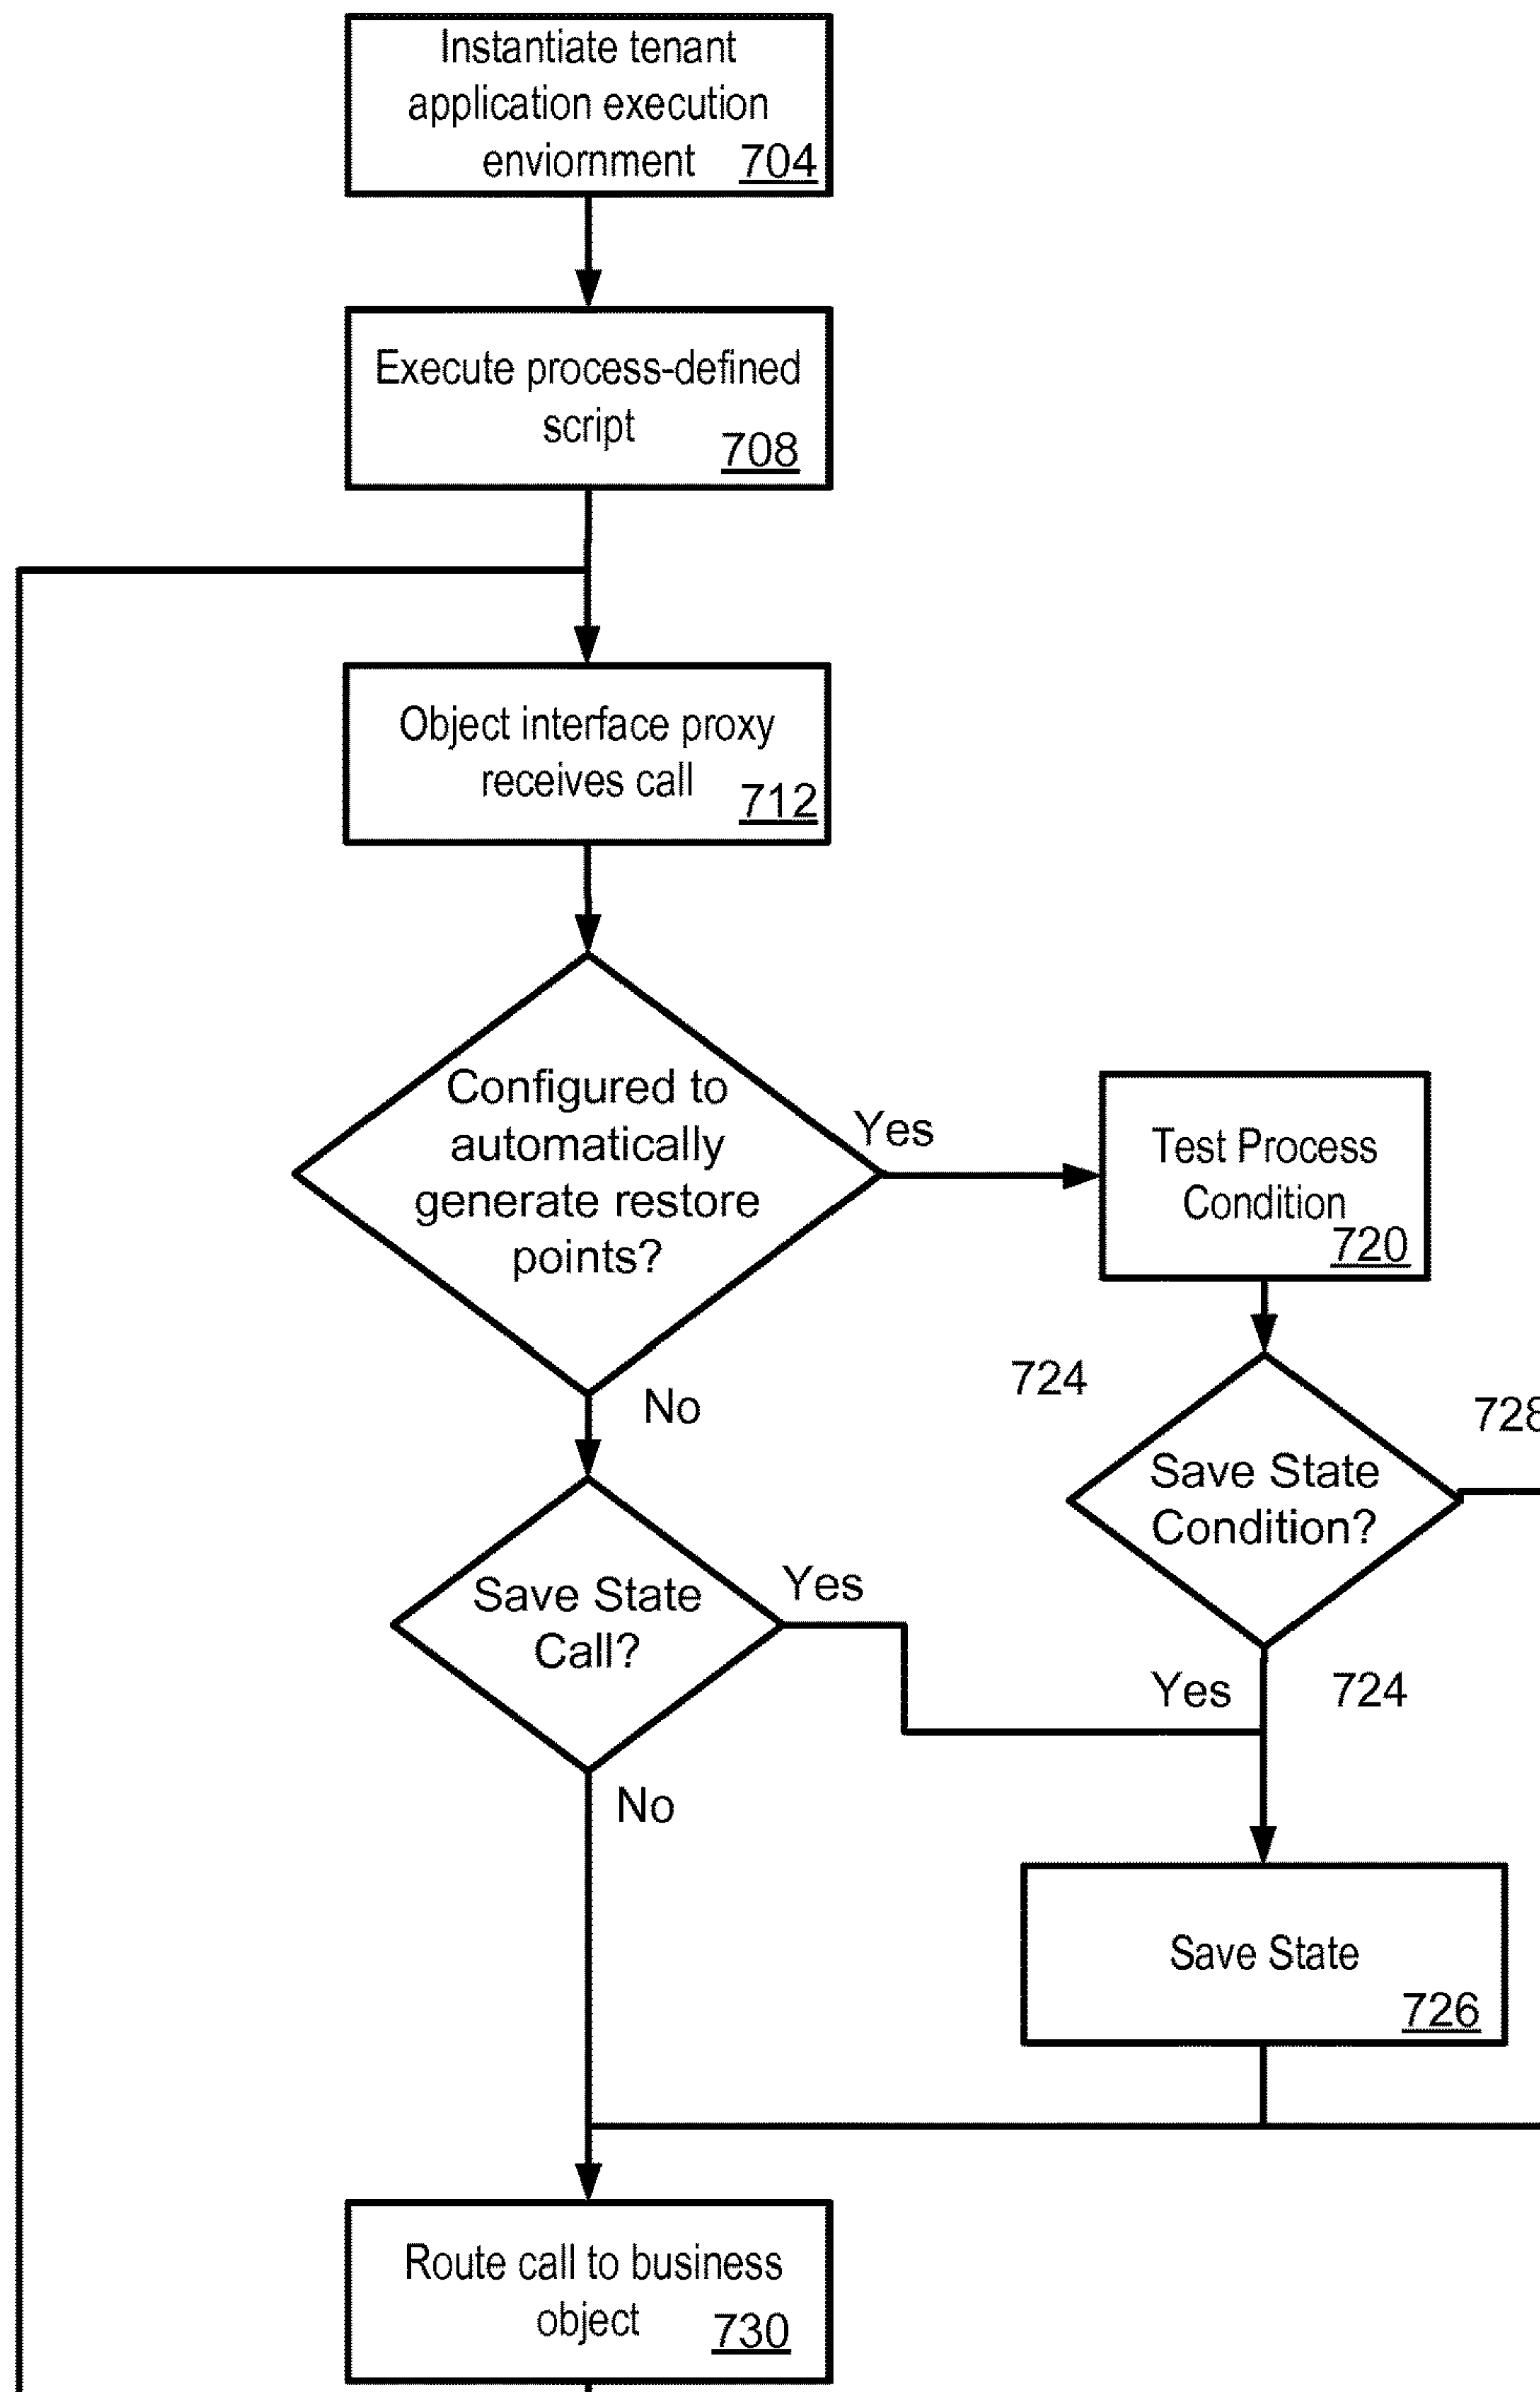 Instantiate tenant
application execution
enviornment 704
Execute process-defined
script
708
Object interface proxy
receives call
712
Configured to
automatically
generate restore
points?
Yes
Test Process
Condition
720
No
724
728
Save State
Condition?
Save State
Call?
Yes
Yes
724
No
Save State
726
Route call to business
object
730